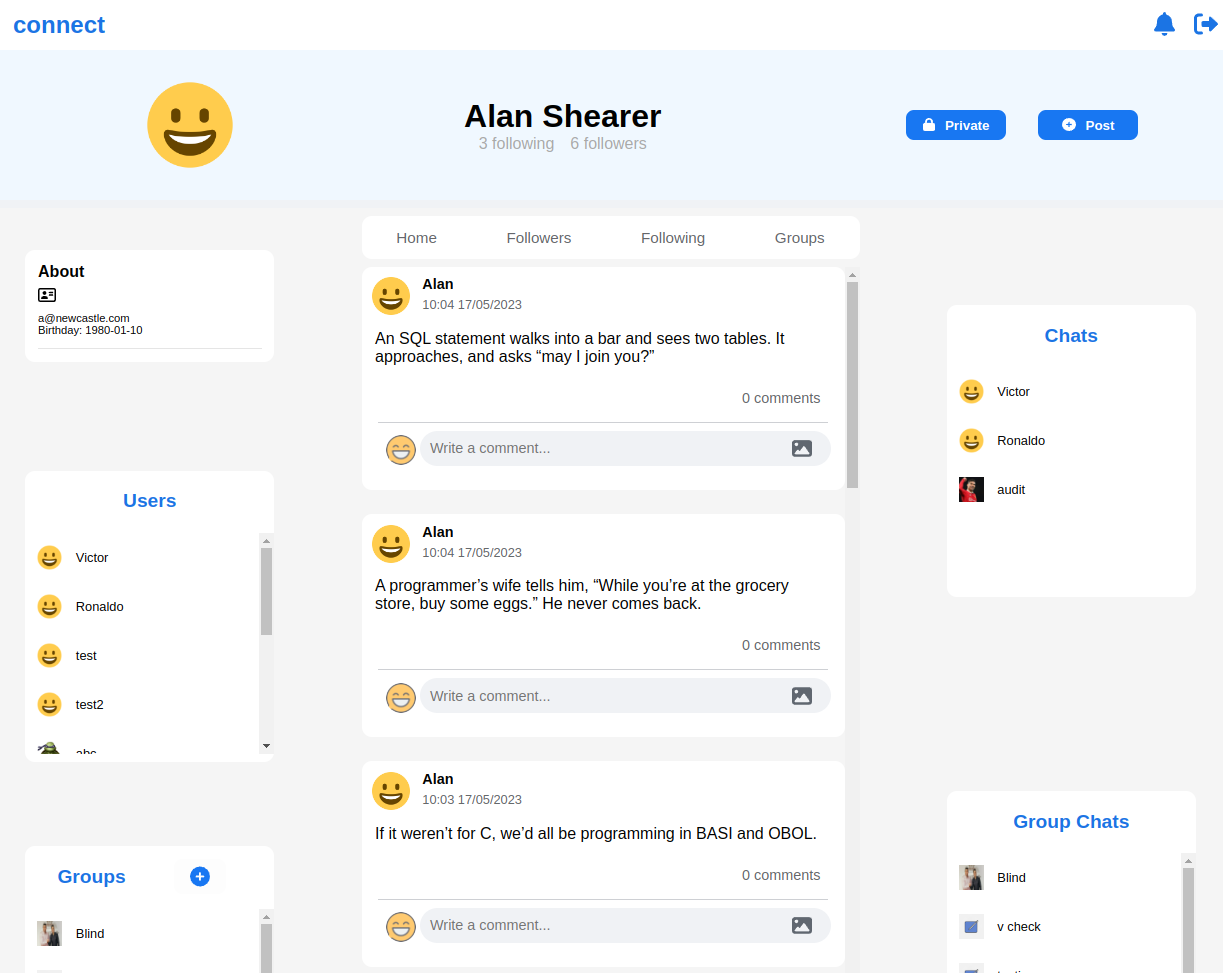 connect
Alan Shearer
3 following 6 followers
Private
Post
Home Followers Following Groups
About
a@newcastle.com
Birthday: 1980-01-10
Users
Victor
Ronaldo
test
test2
abc
Groups
Blind
Alan
10:04 17/05/2023
An SQL statement walks into a bar and sees two tables. It
approaches, and asks “may I join you?”
0 comments
Write a comment...
Alan
10:04 17/05/2023
A programmer’s wife tells him, “While you’re at the grocery
store, buy some eggs.” He never comes back.
0 comments
Write a comment...
Alan
10:03 17/05/2023
If it weren’t for C, we’d all be programming in BASI and OBOL.
0 comments
Write a comment...
Chats
Victor
Ronaldo
audit
Group Chats
Blind
v check